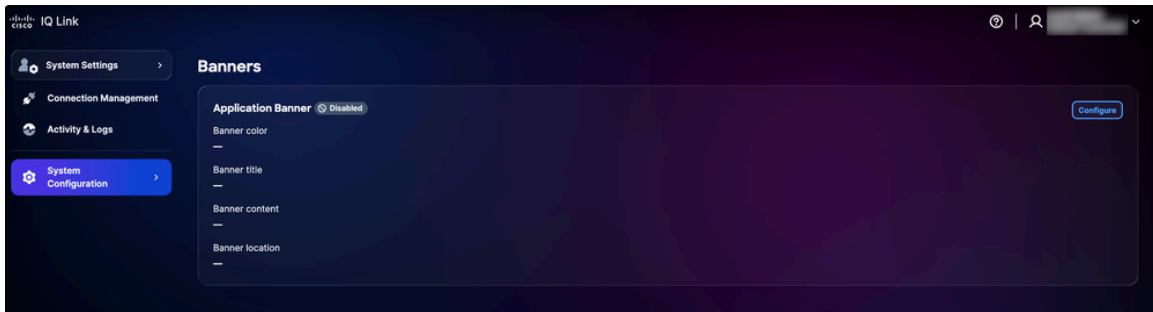 CISCO IQ Link
System Settings
Connection Management
Activity & Logs
System
Configuration
Banners
Application Banner Disabled
Configure
Banner color
—
Banner title
—
Banner content
—
Banner location
—